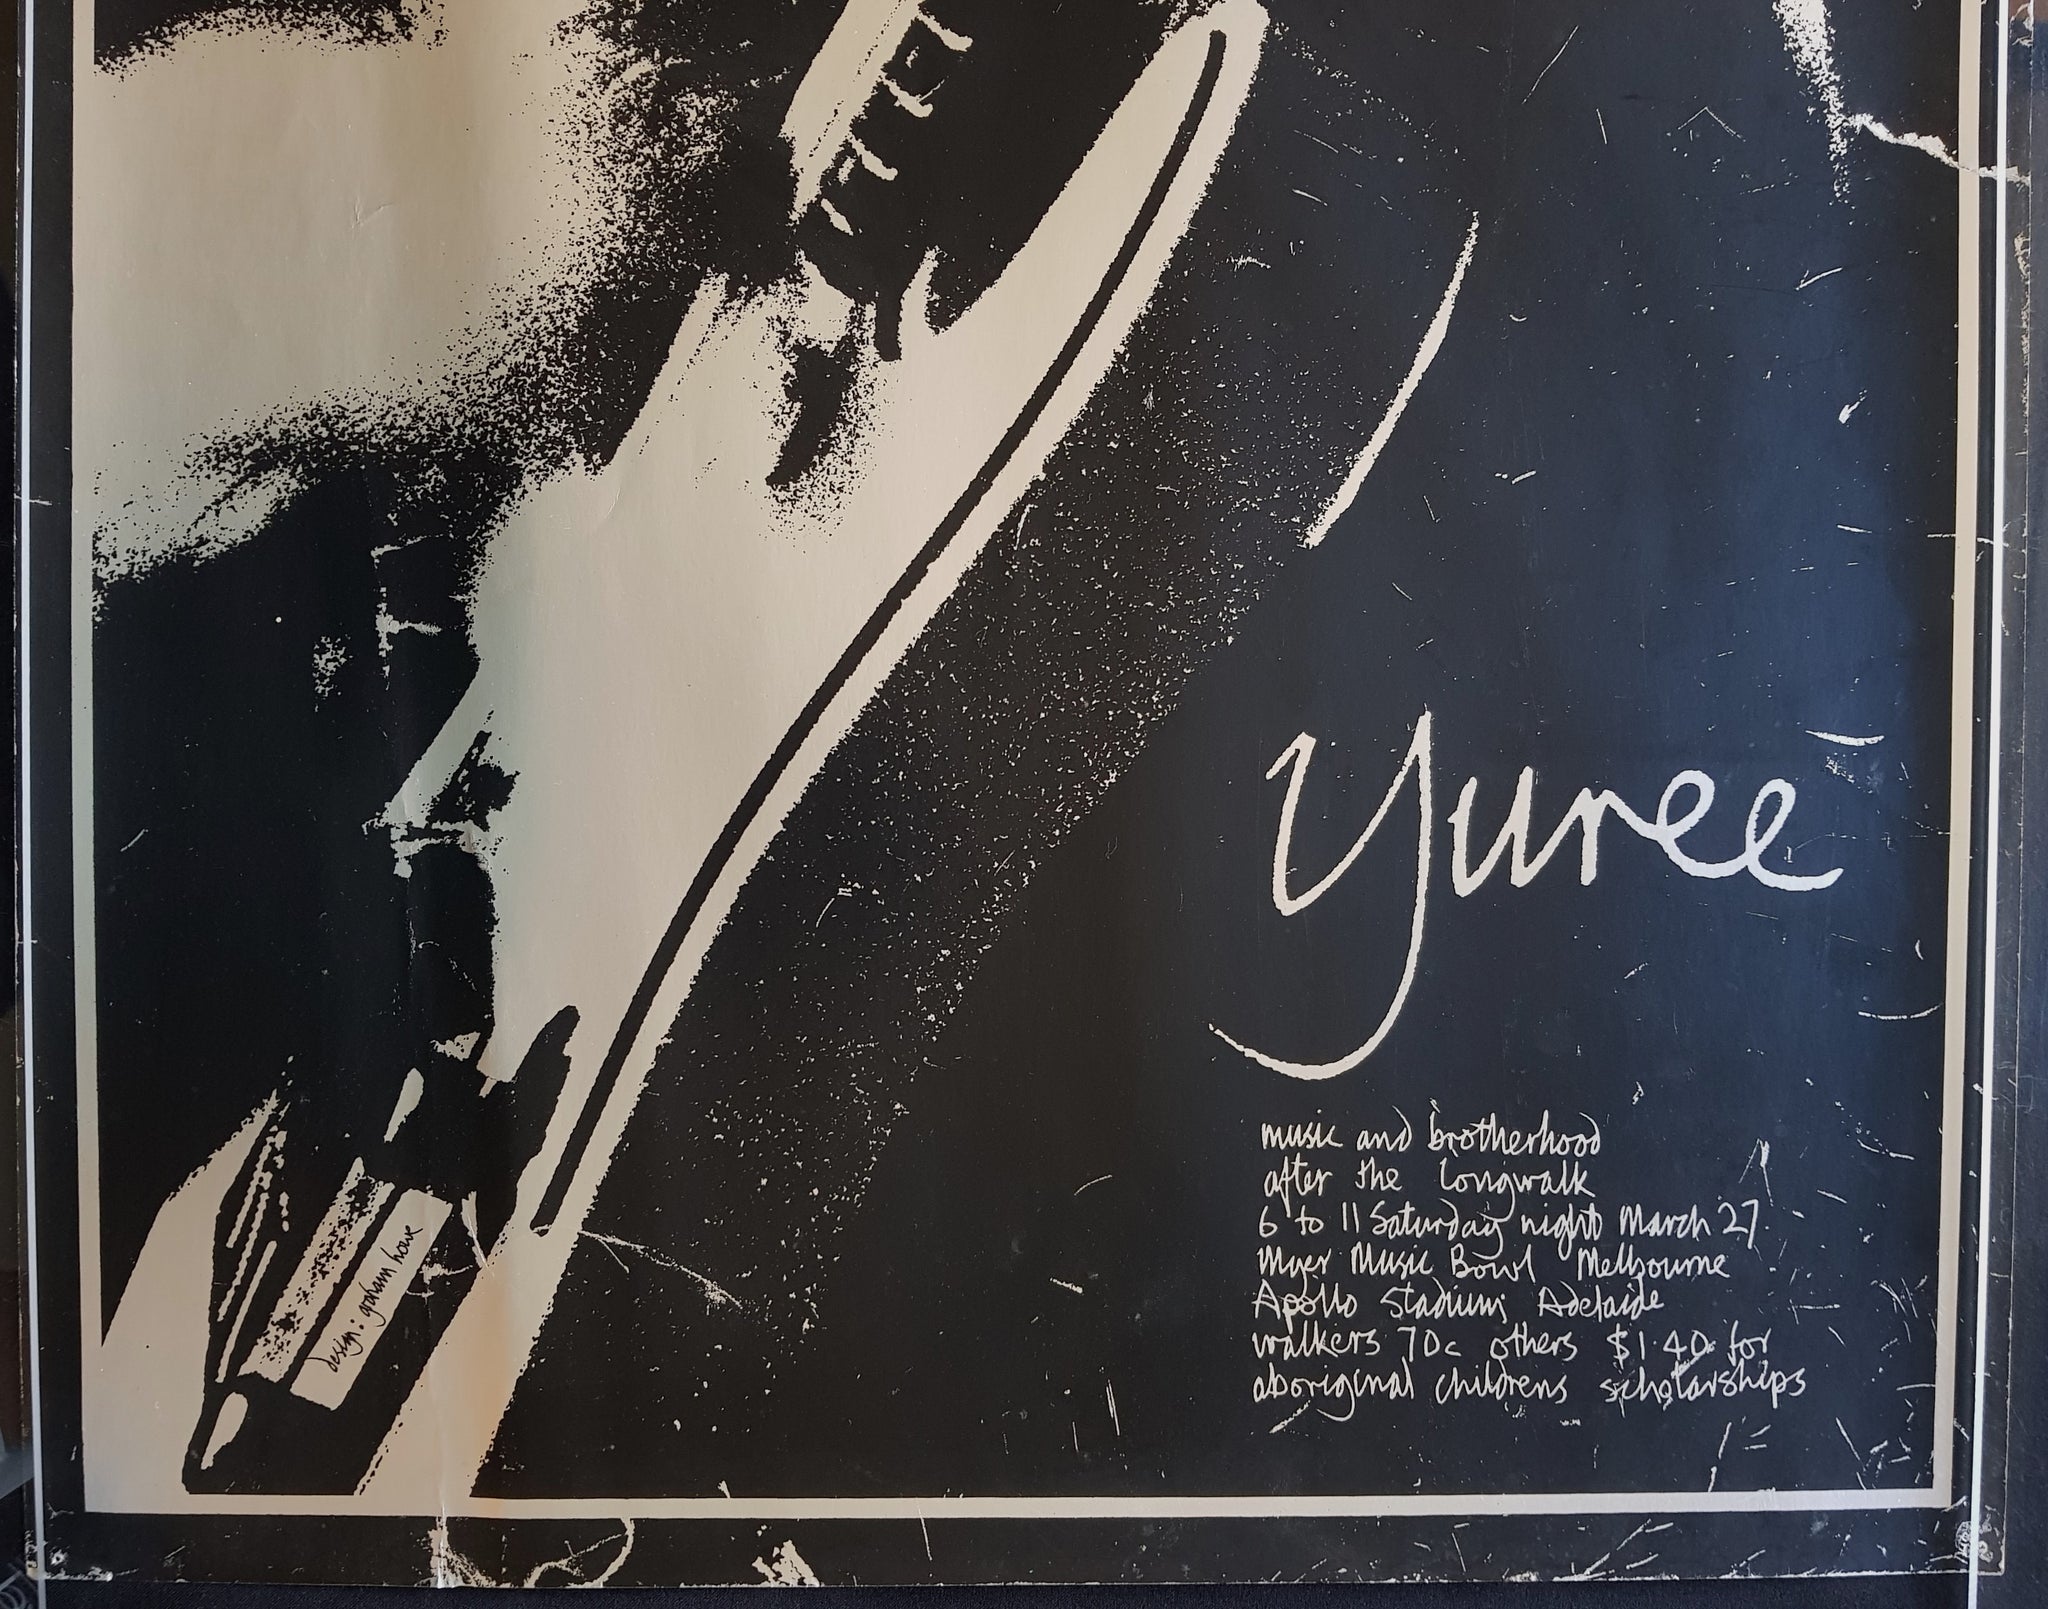 yuree
music and brotherhood
after the longwalk
6 to 11 Saturday night March 27
Myer Music Bowl Melbourne
Apollo Stadium, Adelaide
walkers 70c others $1.40 for
aboriginal childrens scholarships
design: graham howe